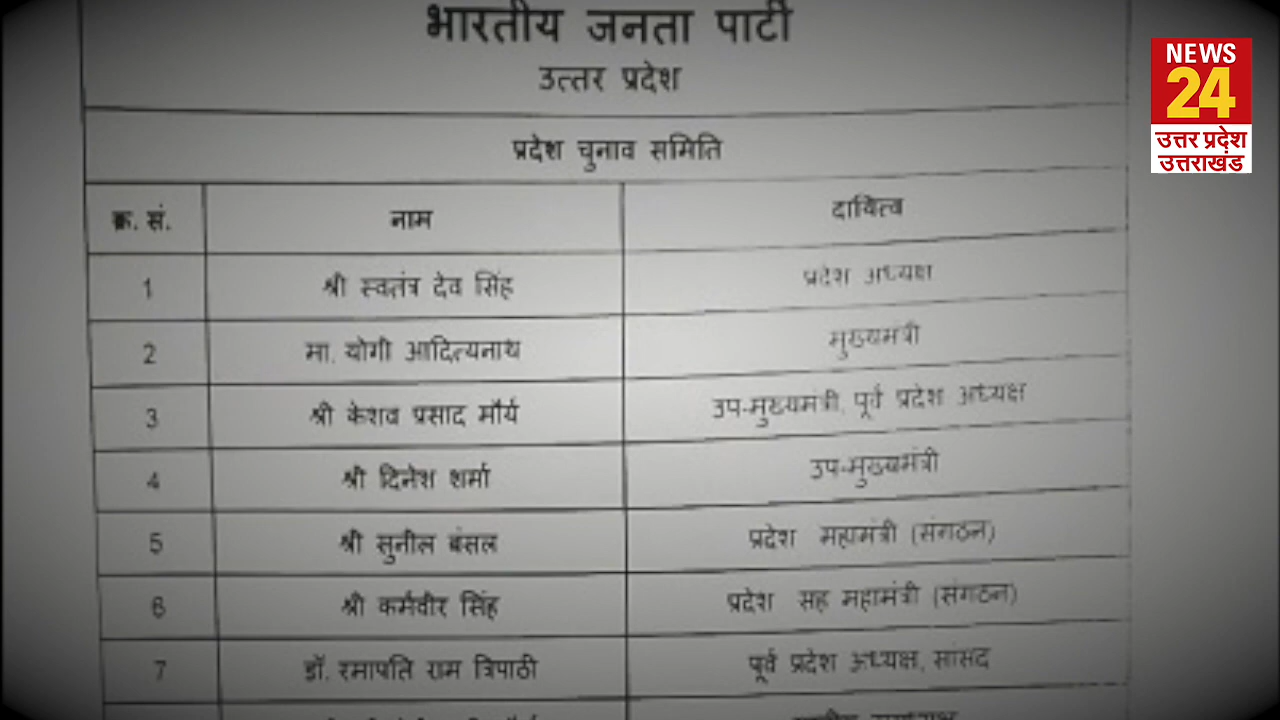 भारतीय जनता पार्टी
उत्तर प्रदेश
प्रदेश चुनाव समिति
क्र. सं. नाम दायित्व
1 श्री स्वतंत्र देव सिंह प्रदेश अध्यक्ष
2 मा. योगी आदित्यनाथ मुख्यमंत्री
3 श्री केशव प्रसाद मौर्य उप-मुख्यमंत्री, पूर्व प्रदेश अध्यक्ष
4 श्री दिनेश शर्मा उप-मुख्यमंत्री
5 श्री सुनील बंसल प्रदेश महामंत्री (संगठन)
6 श्री कर्मवीर सिंह प्रदेश सह महामंत्री (संगठन)
7 डॉ. रमापति राम त्रिपाठी पूर्व प्रदेश अध्यक्ष, सांसद
NEWS
24
उत्तर प्रदेश
उत्तराखंड